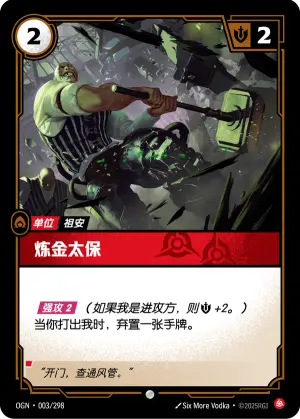 2
2
单位 祖安
炼金太保
强攻 2 （如果我是进攻方，则 +2。）
当你打出我时，弃置一张手牌。
“开门，查通风管。”
OGN • 003/298
Six More Vodka • ©2025RGI